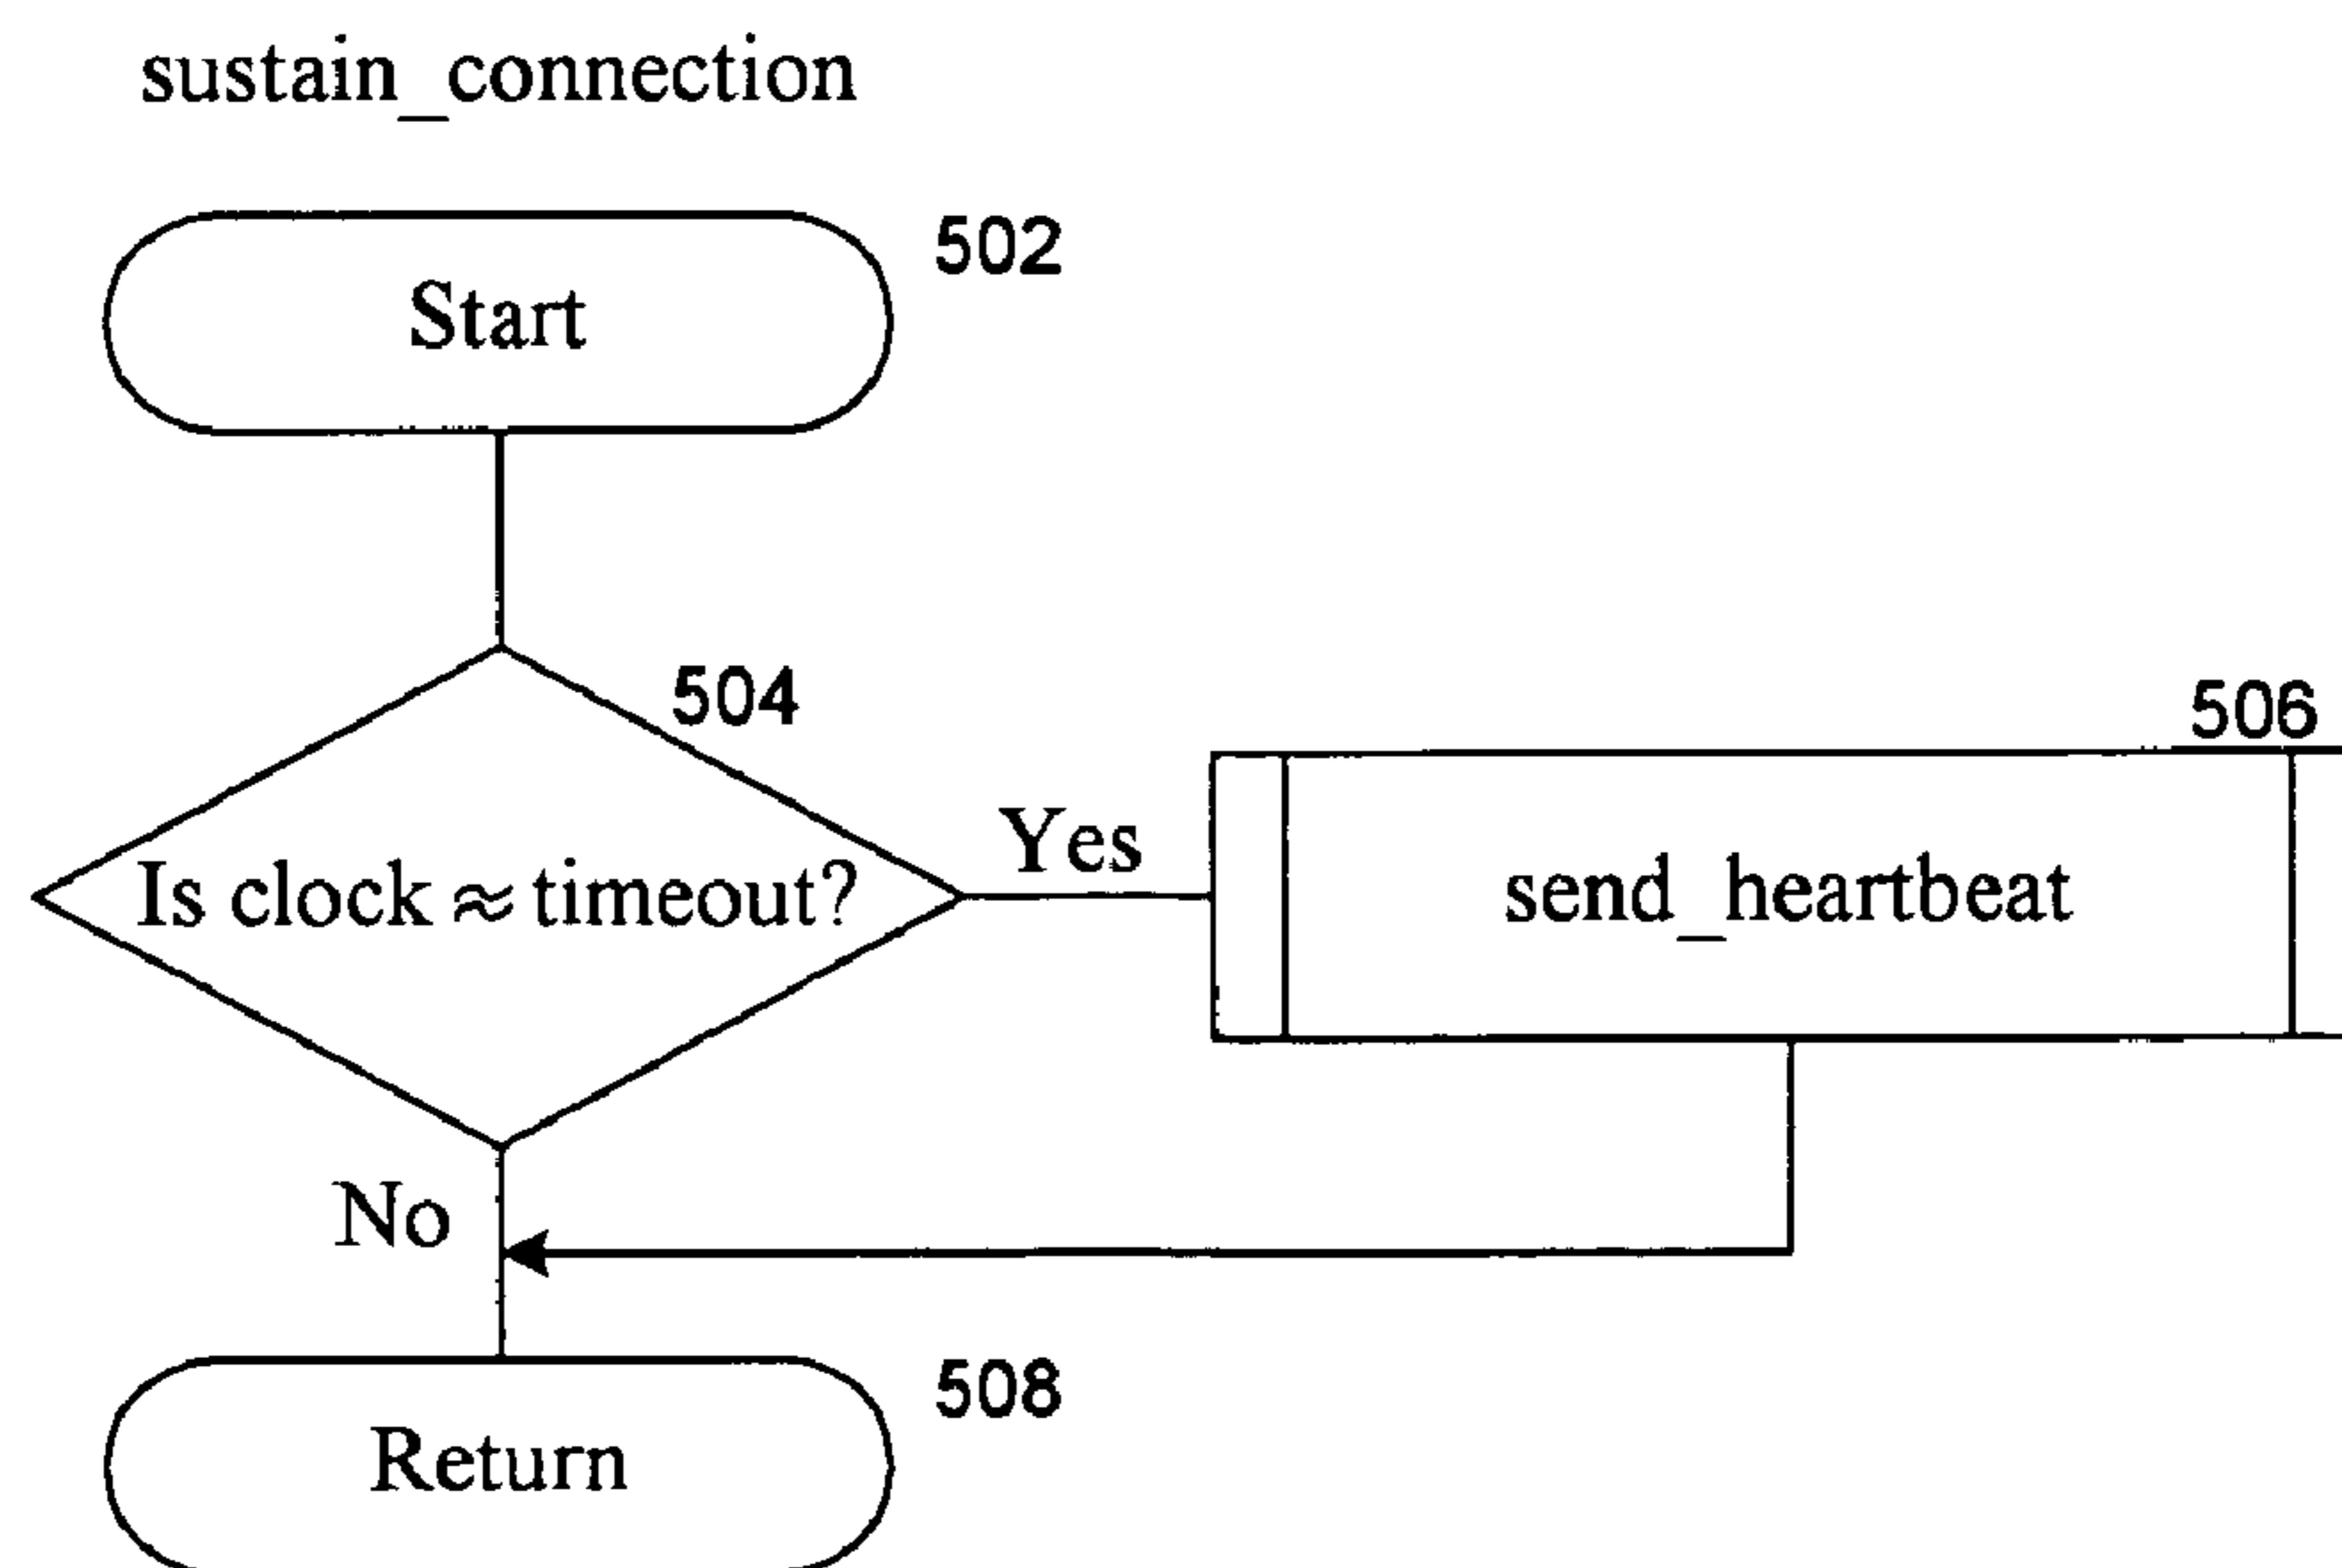 sustain_connection
502
Start
504
506
Yes
Is clock ≈ timeout?
send_heartbeat
No
508
Return